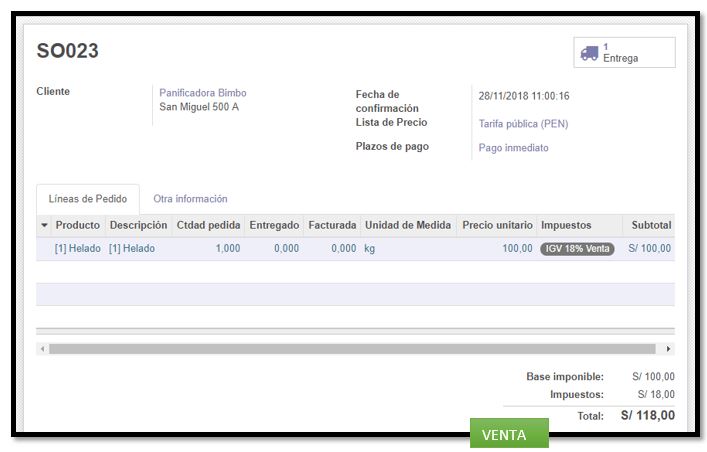 SO023
1
Entrega
Cliente
Panificadora Bimbo
San Miguel 500 A
Fecha de
confirmación
28/11/2018 11:00:16
Lista de Precio
Tarifa pública (PEN)
Plazos de pago
Pago inmediato
Líneas de Pedido Otra información
Producto Descripción Ctdad pedida Entregado Facturada Unidad de Medida Precio unitario Impuestos Subtotal
[1] Helado [1] Helado 1,000 0,000 0,000 kg 100,00 IGV 18% Venta S/ 100,00
Base imponible: S/ 100,00
Impuestos: S/ 18,00
Total: S/ 118,00
VENTA